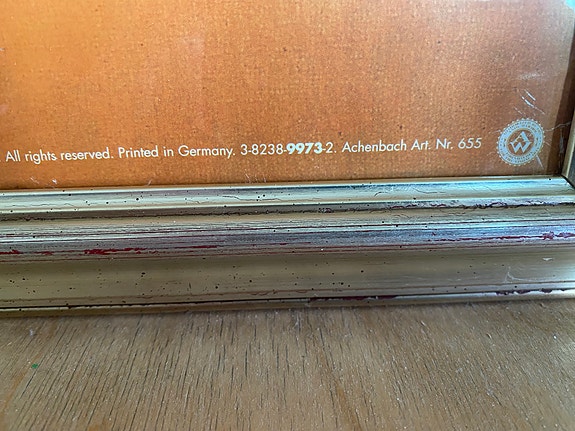 All rights reserved. Printed in Germany. 3-8238-9973-2. Achenbach Art. Nr. 655